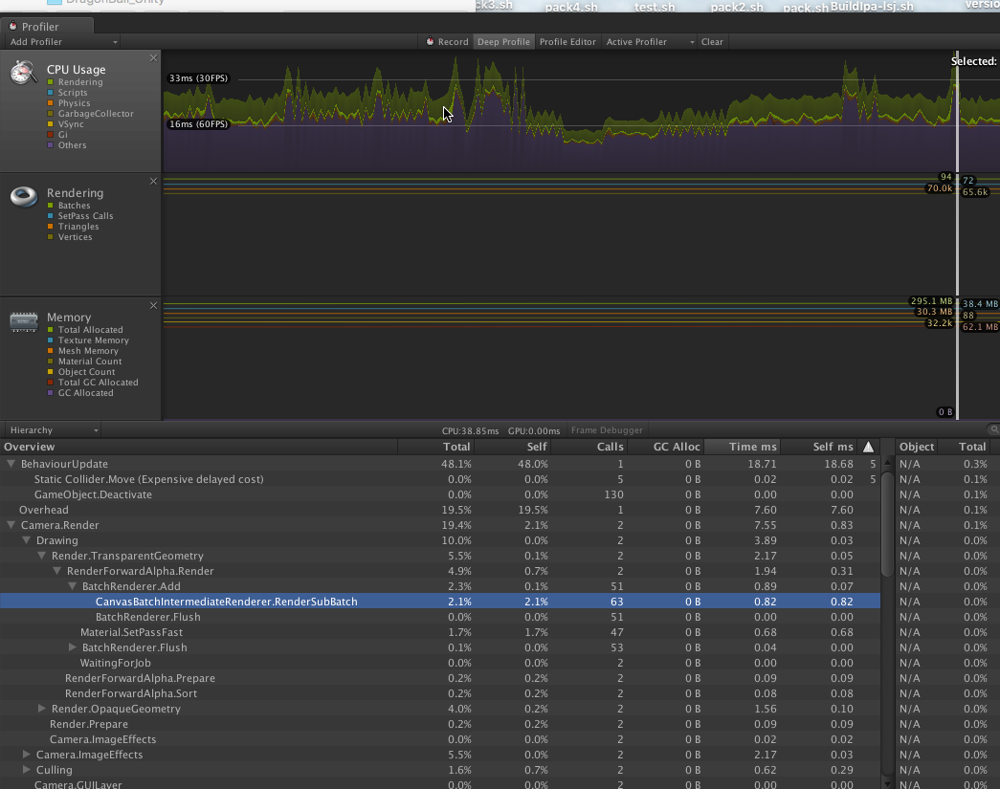 DragonBall_Unity
ck3.sh pack4.sh test.sh pack2.sh pack.sh BuildIpa-lsj.sh versio
Profiler
Add Profiler Record Deep Profile Profile Editor Active Profiler Clear
CPU Usage
Rendering
Scripts
Physics
GarbageCollector
VSync
Gi
Others
33ms (30FPS)
16ms (60FPS)
Selected:
Rendering
Batches
SetPass Calls
Triangles
Vertices
94 72
70.0k 65.6k
Memory
Total Allocated
Texture Memory
Mesh Memory
Material Count
Object Count
Total GC Allocated
GC Allocated
295.1 MB 38.4 MB
30.3 MB 88
32.2k 62.1 MB
0 B
Hierarchy CPU:38.85ms GPU:0.00ms Frame Debugger
Overview Total Self Calls GC Alloc Time ms Self ms Object Total
BehaviourUpdate 48.1% 48.0% 1 0 B 18.71 18.68 5 N/A 0.3%
Static Collider.Move (Expensive delayed cost) 0.0% 0.0% 5 0 B 0.02 0.02 5 N/A 0.1%
GameObject.Deactivate 0.0% 0.0% 130 0 B 0.00 0.00 N/A 0.1%
Overhead 19.5% 19.5% 1 0 B 7.60 7.60 N/A 0.1%
Camera.Render 19.4% 2.1% 2 0 B 7.55 0.83 N/A 0.1%
Drawing 10.0% 0.0% 2 0 B 3.89 0.03 N/A 0.0%
Render.TransparentGeometry 5.5% 0.1% 2 0 B 2.17 0.05 N/A 0.0%
RenderForwardAlpha.Render 4.9% 0.7% 2 0 B 1.94 0.31 N/A 0.0%
BatchRenderer.Add 2.3% 0.1% 51 0 B 0.89 0.07 N/A 0.0%
CanvasBatchIntermediateRenderer.RenderSubBatch 2.1% 2.1% 63 0 B 0.82 0.82 N/A 0.0%
BatchRenderer.Flush 0.0% 0.0% 51 0 B 0.00 0.00 N/A 0.0%
Material.SetPassFast 1.7% 1.7% 47 0 B 0.68 0.68 N/A 0.0%
BatchRenderer.Flush 0.1% 0.0% 53 0 B 0.04 0.00 N/A 0.0%
WaitingForJob 0.0% 0.0% 2 0 B 0.00 0.00 N/A 0.0%
RenderForwardAlpha.Prepare 0.2% 0.2% 2 0 B 0.09 0.09 N/A 0.0%
RenderForwardAlpha.Sort 0.2% 0.2% 2 0 B 0.08 0.08 N/A 0.0%
Render.OpaqueGeometry 4.0% 0.2% 2 0 B 1.56 0.10 N/A 0.0%
Render.Prepare 0.2% 0.2% 2 0 B 0.09 0.09 N/A 0.0%
Camera.ImageEffects 0.0% 0.0% 2 0 B 0.02 0.02 N/A 0.0%
Camera.ImageEffects 5.5% 0.0% 2 0 B 2.17 0.03 N/A 0.0%
Culling 1.6% 0.7% 2 0 B 0.62 0.29 N/A 0.0%
Camera.GUILayer 0.0% 0.0% 2 0 B 0.00 0.00 N/A 0.0%